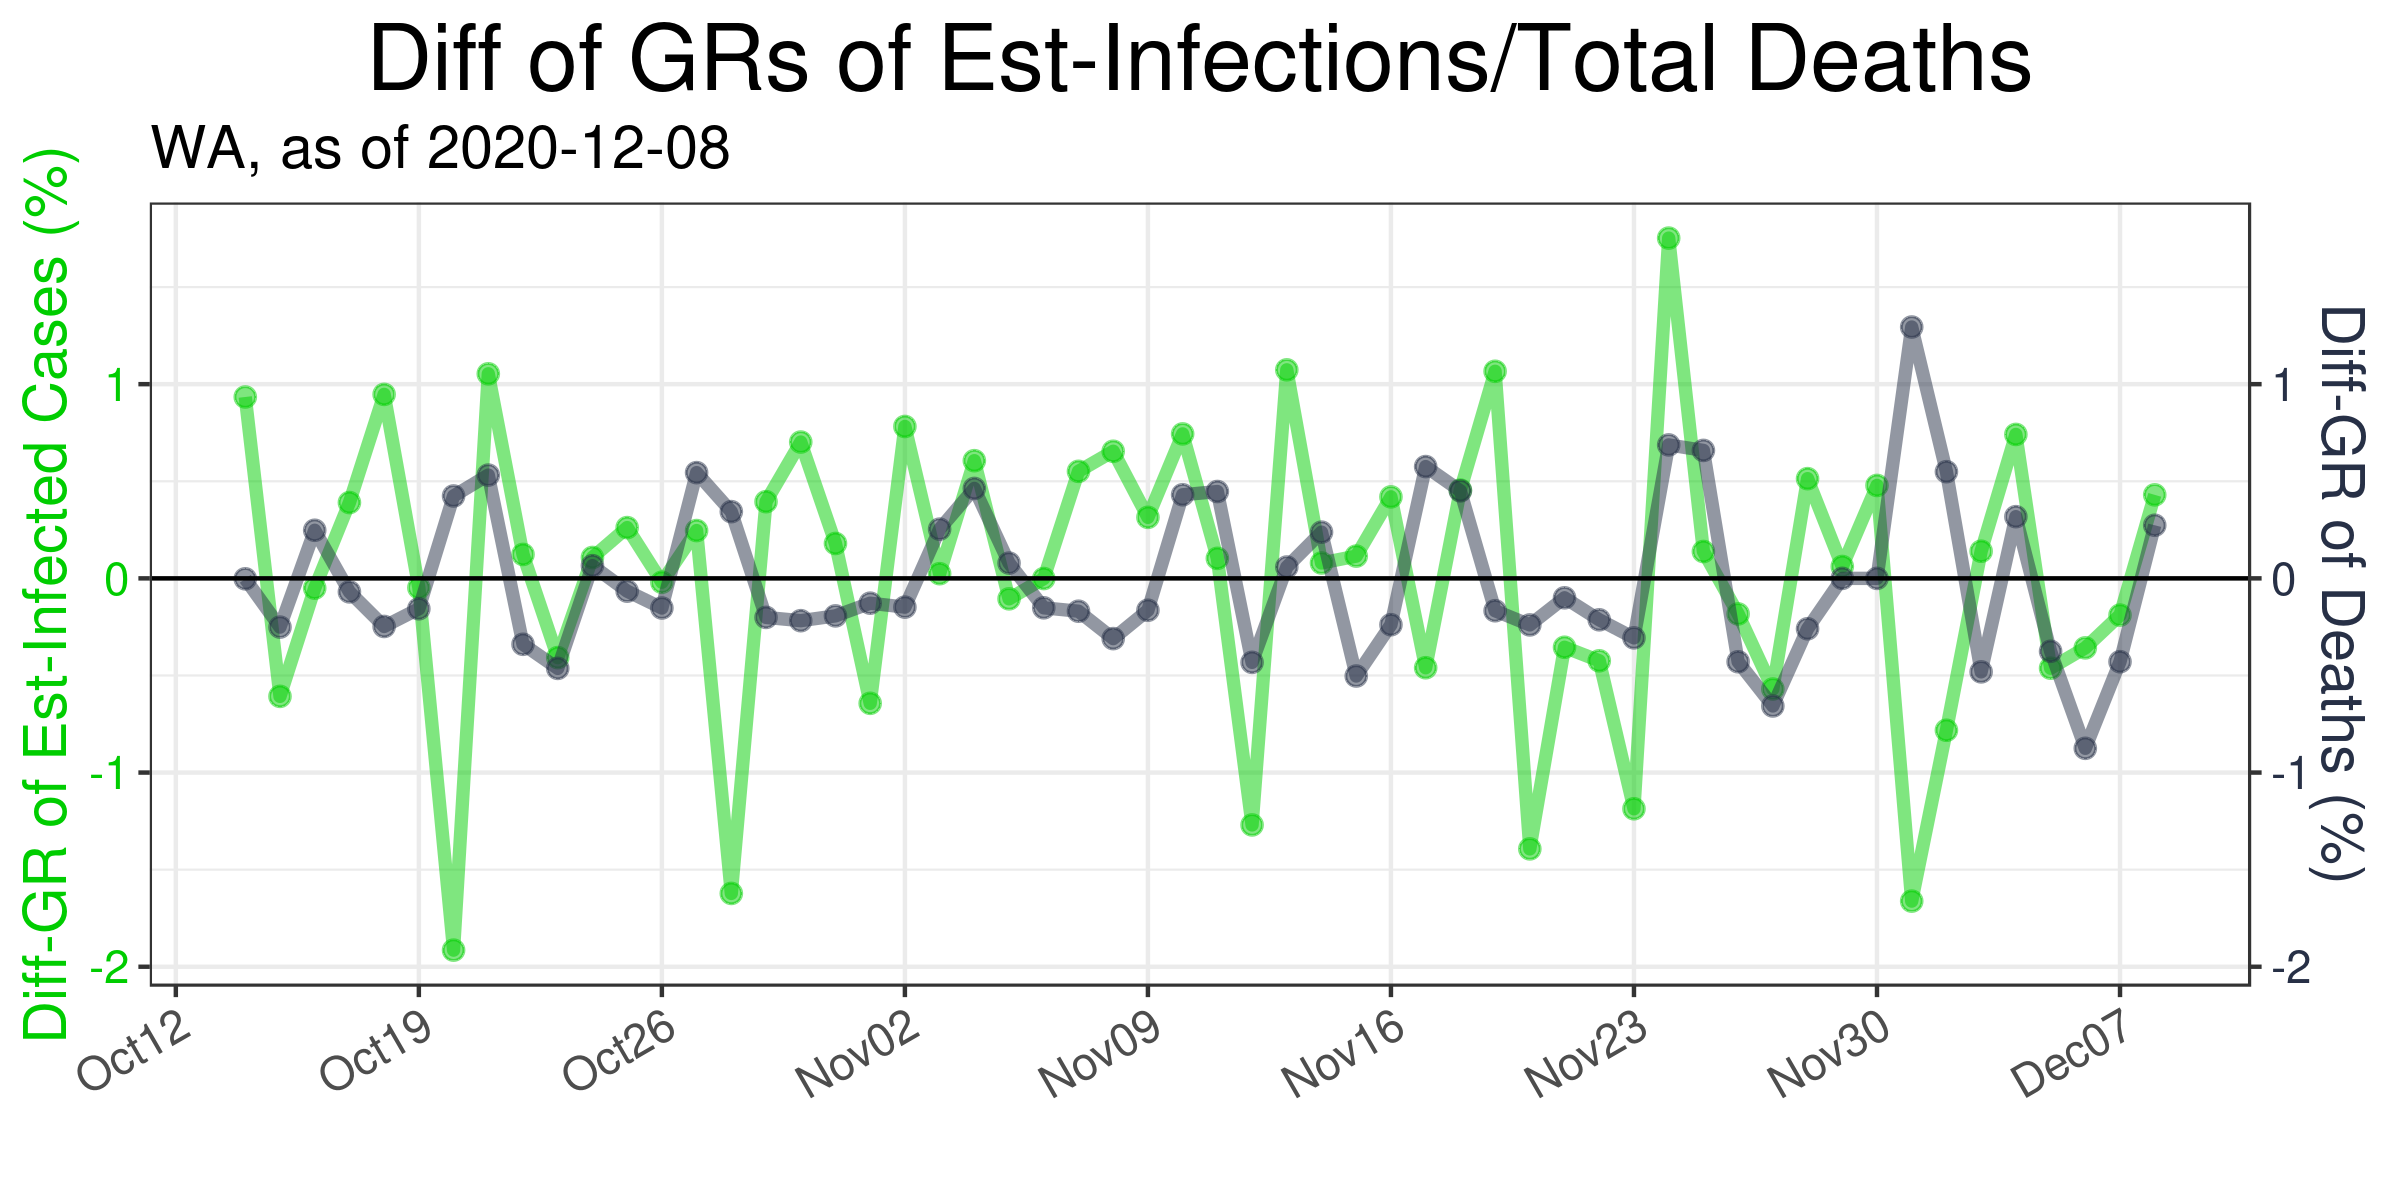 Diff of GRs of Est-Infections/Total Deaths
WA, as of 2020-12-08
Diff-GR of Est-Infected Cases (%)
1
0
-1
-2
1
0
-1
-2
Diff-GR of Deaths (%)
Oct12
Oct19
Oct26
Nov02
Nov09
Nov16
Nov23
Nov30
Dec07